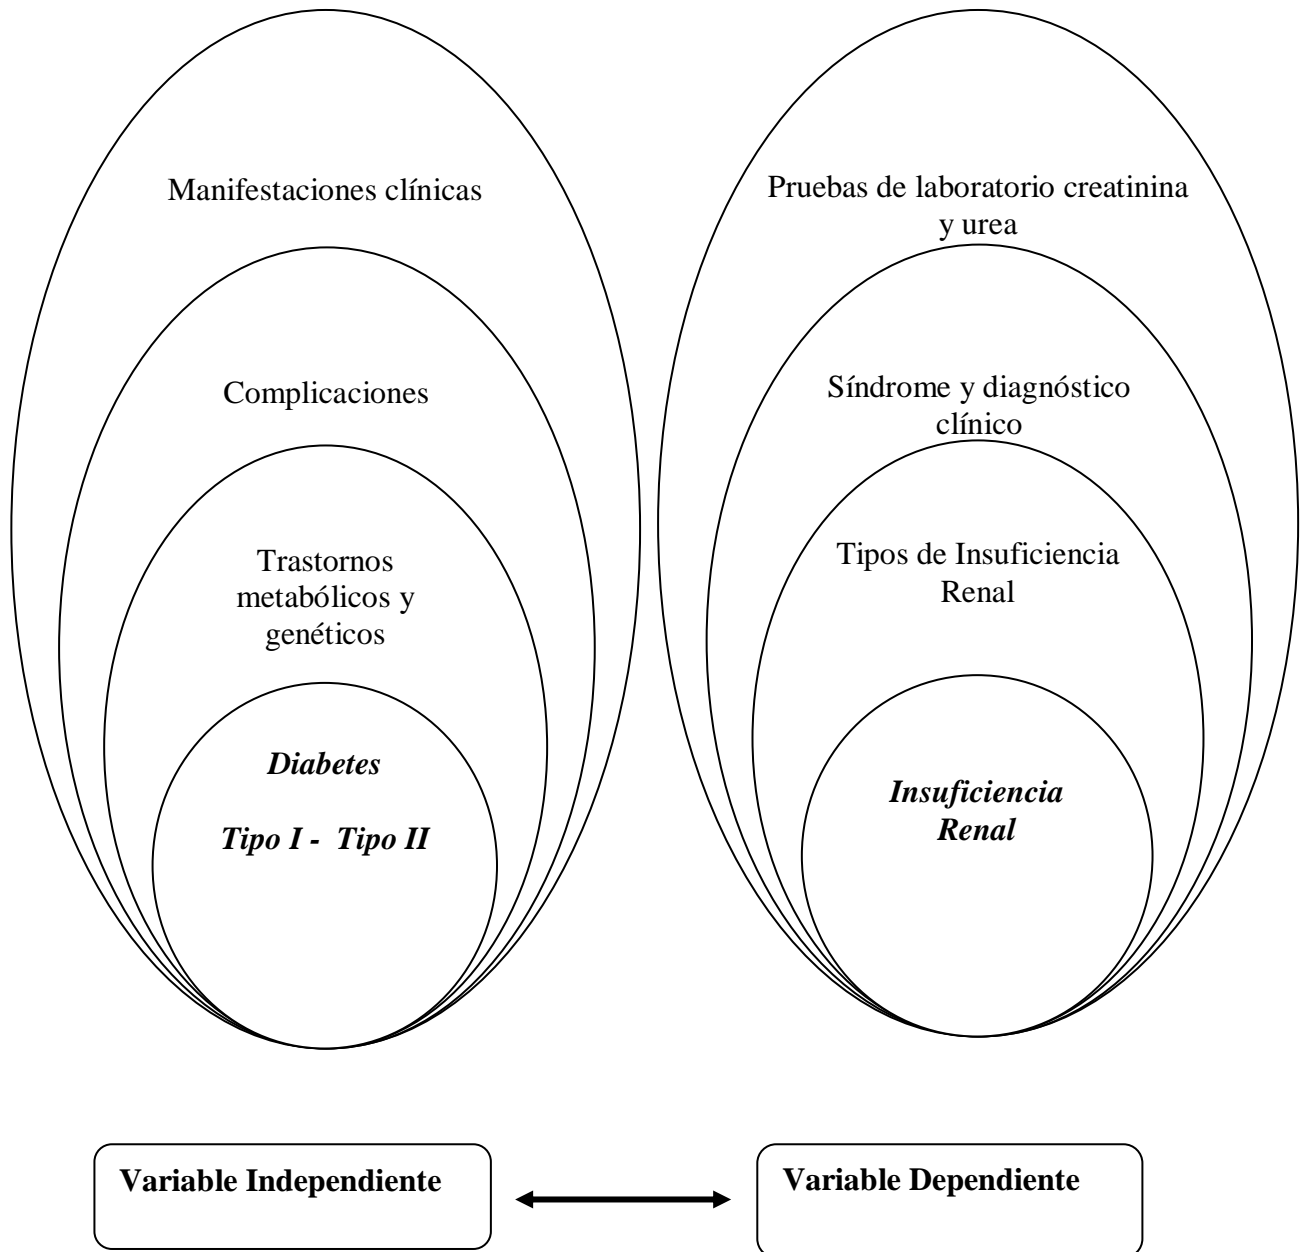 Manifestaciones clínicas
Complicaciones
Trastornos
metabólicos y
genéticos
Diabetes
Tipo I - Tipo II
Pruebas de laboratorio creatinina
y urea
Síndrome y diagnóstico
clínico
Tipos de Insuficiencia
Renal
Insuficiencia
Renal
Variable Independiente
Variable Dependiente